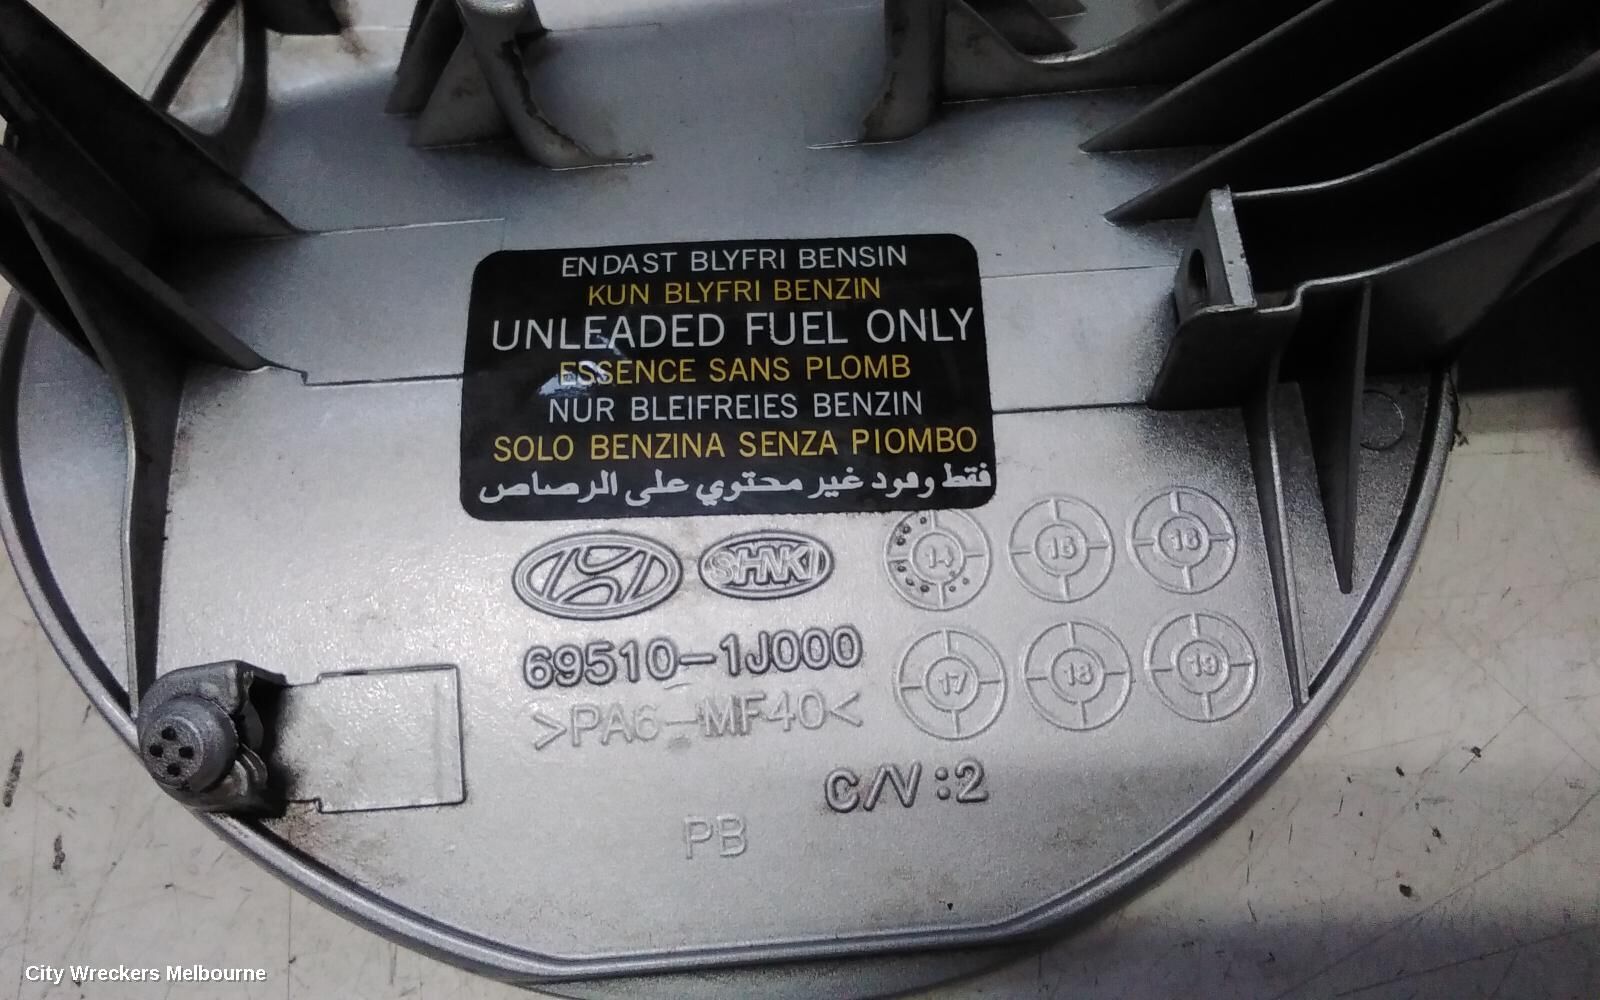 ENDAST BLYFRI BENSIN
KUN BLYFRI BENZIN
UNLEADED FUEL ONLY
ESSENCE SANS PLOMB
NUR BLEIFREIES BENZIN
SOLO BENZINA SENZA PIOMBO
فقط وقود غير محتوي على الرصاص
SHNKI
14 15 16
69510-1J000
17 18 19
>PA6-MF40<
C/V:2
PB
City Wreckers Melbourne